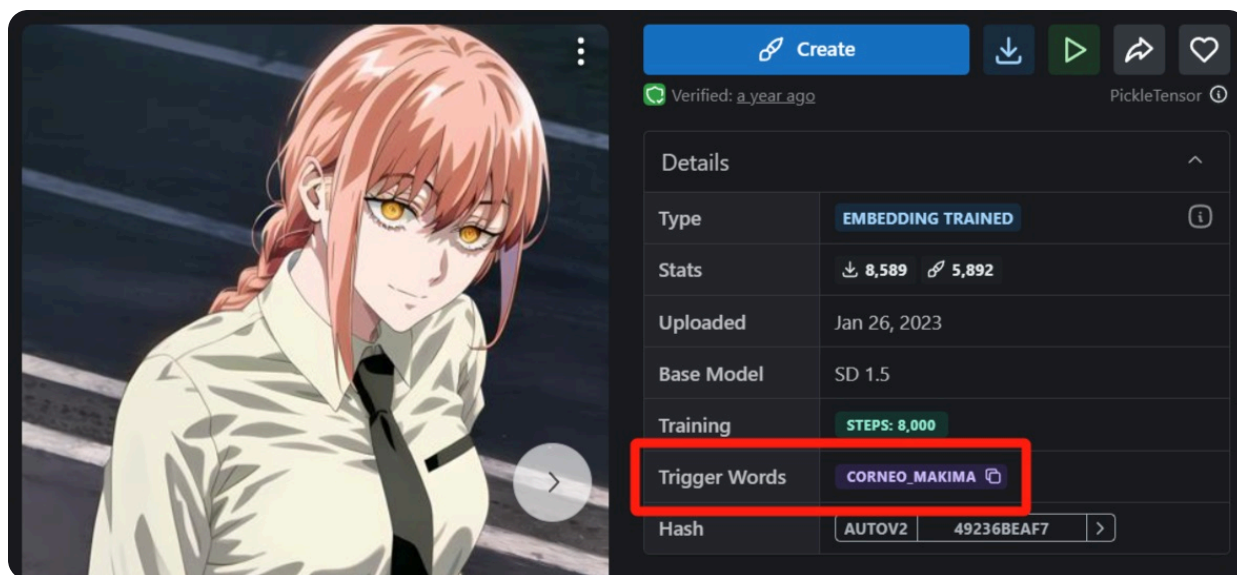 Create
Verified: a year ago
PickleTensor
Details
Type
EMBEDDING TRAINED
Stats
8,589 5,892
Uploaded
Jan 26, 2023
Base Model
SD 1.5
Training
STEPS: 8,000
Trigger Words
CORNEO_MAKIMA
Hash
AUTOV2 49236BEAF7